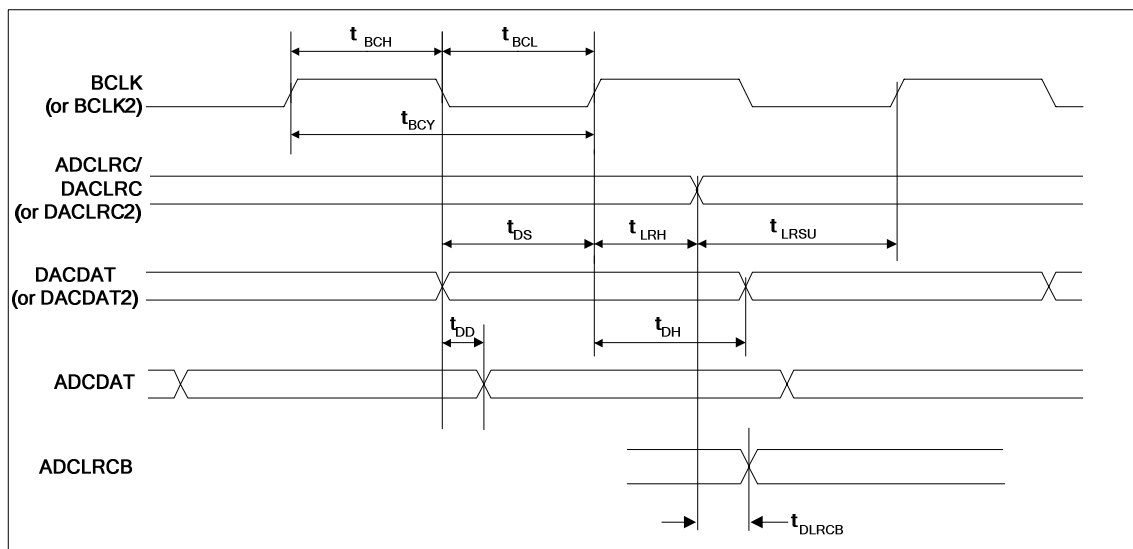 t BCH
t BCL
BCLK
(or BCLK2)
tBCY
ADCLRC/
DACLRC
(or DACLRC2)
tDS
t LRH
t LRSU
DACDAT
(or DACDAT2)
tDD
tDH
ADCDAT
ADCLRCB
tDLRCB